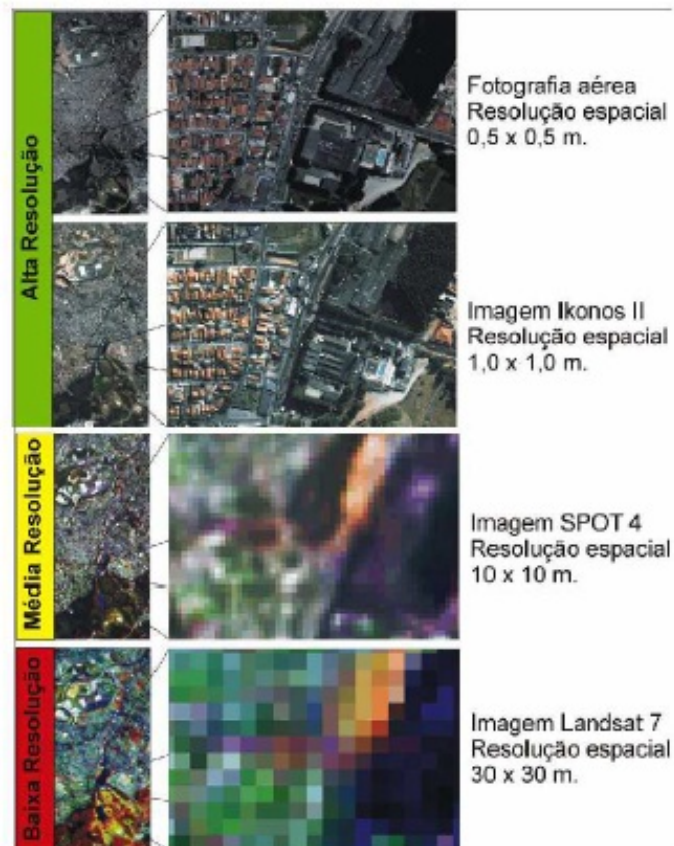 Alta Resolução
Fotografia aérea
Resolução espacial
0,5 x 0,5 m.
Imagem Ikonos II
Resolução espacial
1,0 x 1,0 m.
Média Resolução
Imagem SPOT 4
Resolução espacial
10 x 10 m.
Baixa Resolução
Imagem Landsat 7
Resolução espacial
30 x 30 m.